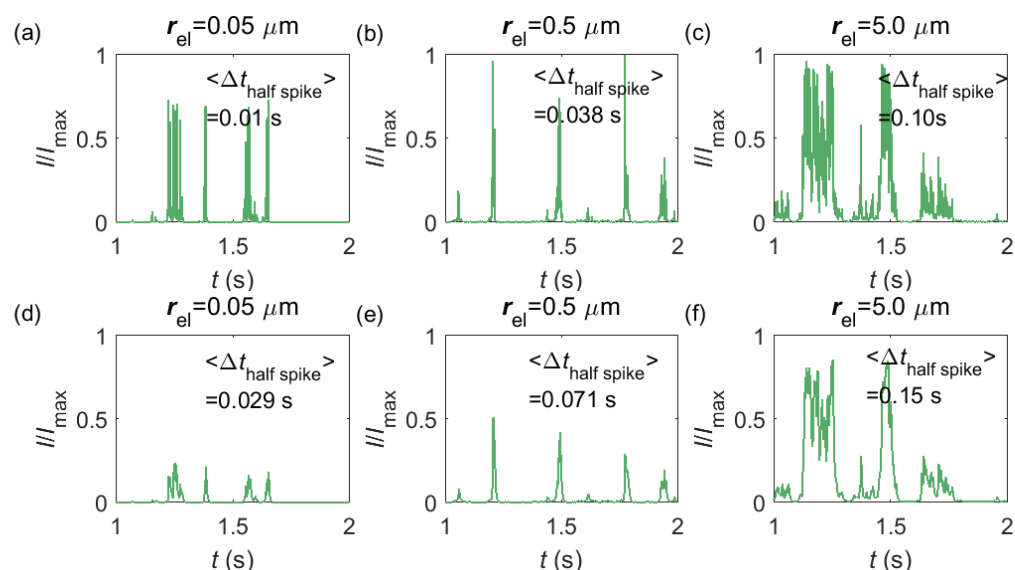 (a)
r_el=0.05 μm
<Δt_half spike>
=0.01 s
I/I_max
1
0.5
0
1
1.5
2
t (s)
(b)
r_el=0.5 μm
<Δt_half spike>
=0.038 s
I/I_max
1
0.5
0
1
1.5
2
t (s)
(c)
r_el=5.0 μm
<Δt_half spike>
=0.10s
I/I_max
1
0.5
0
1
1.5
2
t (s)
(d)
r_el=0.05 μm
<Δt_half spike>
=0.029 s
I/I_max
1
0.5
0
1
1.5
2
t (s)
(e)
r_el=0.5 μm
<Δt_half spike>
=0.071 s
I/I_max
1
0.5
0
1
1.5
2
t (s)
(f)
r_el=5.0 μm
<Δt_half spike>
=0.15 s
I/I_max
1
0.5
0
1
1.5
2
t (s)